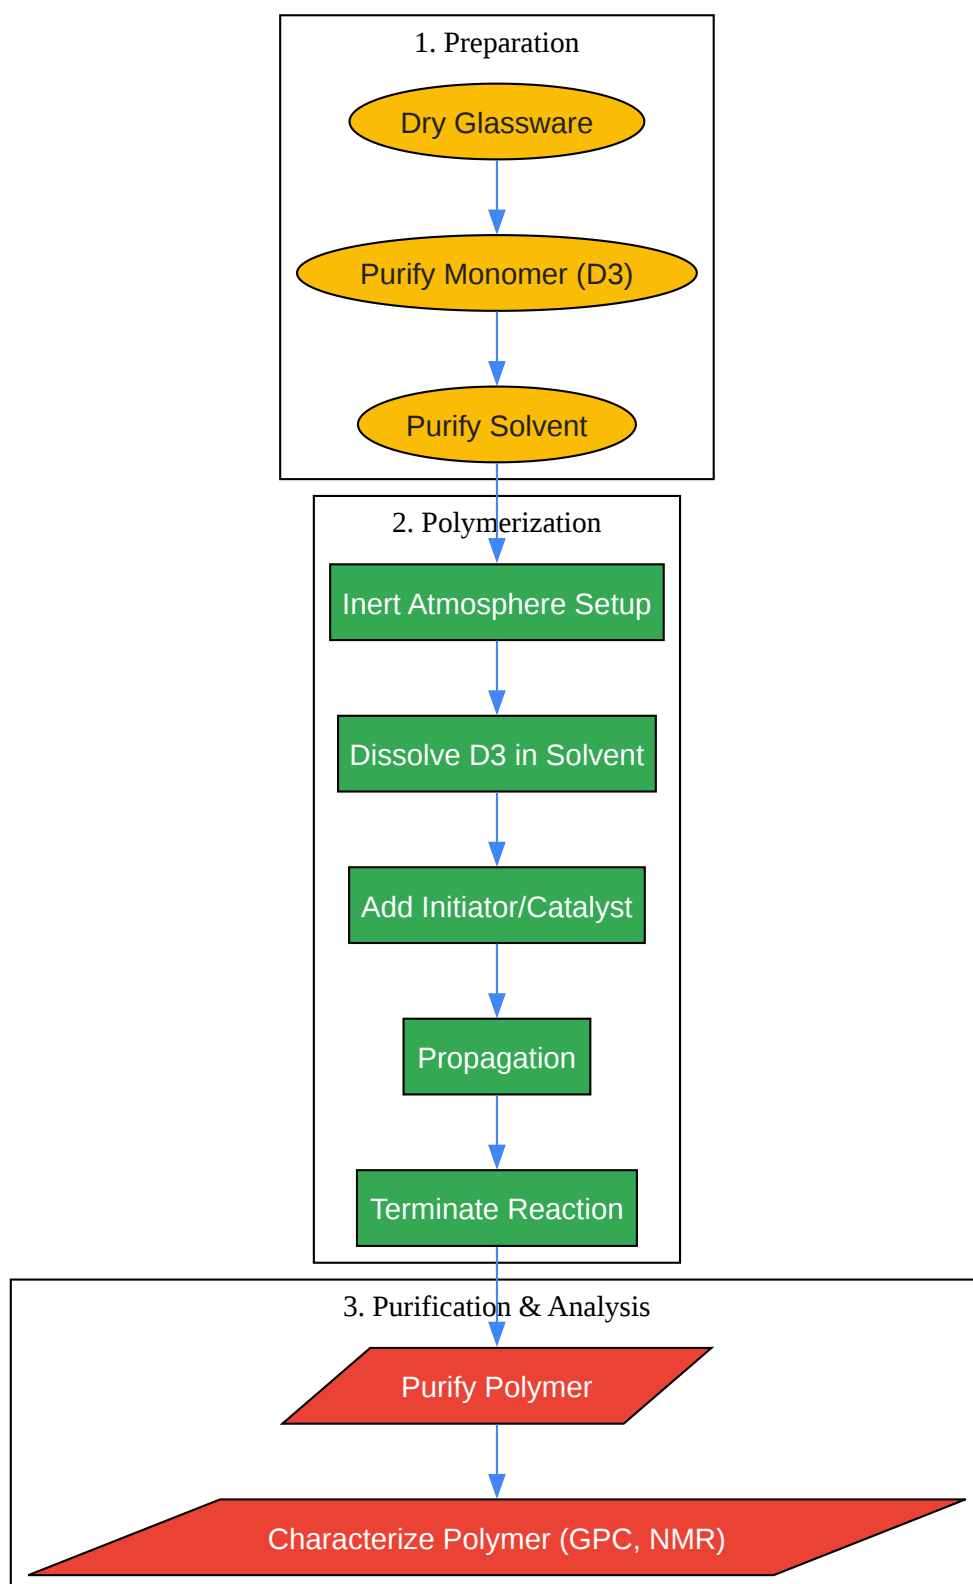 1. Preparation
Dry Glassware
Purify Monomer (D3)
Purify Solvent
2. Polymerization
Inert Atmosphere Setup
Dissolve D3 in Solvent
Add Initiator/Catalyst
Propagation
Terminate Reaction
3. Purification & Analysis
Purify Polymer
Characterize Polymer (GPC, NMR)